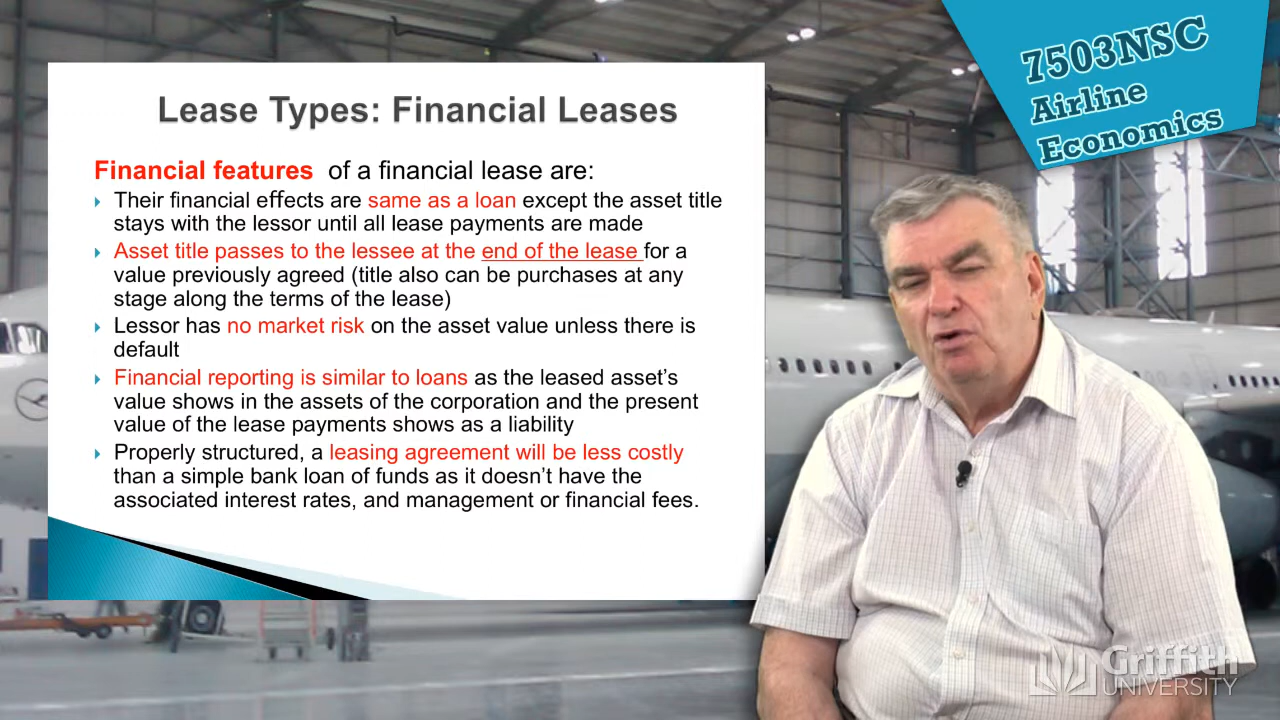 7503NSC
Airline
Economics
Lease Types: Financial Leases
Financial features of a financial lease are:
Their financial effects are same as a loan except the asset title
stays with the lessor until all lease payments are made
Asset title passes to the lessee at the end of the lease for a
value previously agreed (title also can be purchases at any
stage along the terms of the lease)
Lessor has no market risk on the asset value unless there is
default
Financial reporting is similar to loans as the leased asset's
value shows in the assets of the corporation and the present
value of the lease payments shows as a liability
Properly structured, a leasing agreement will be less costly
than a simple bank loan of funds as it doesn't have the
associated interest rates, and management or financial fees.
Griffith
UNIVERSITY